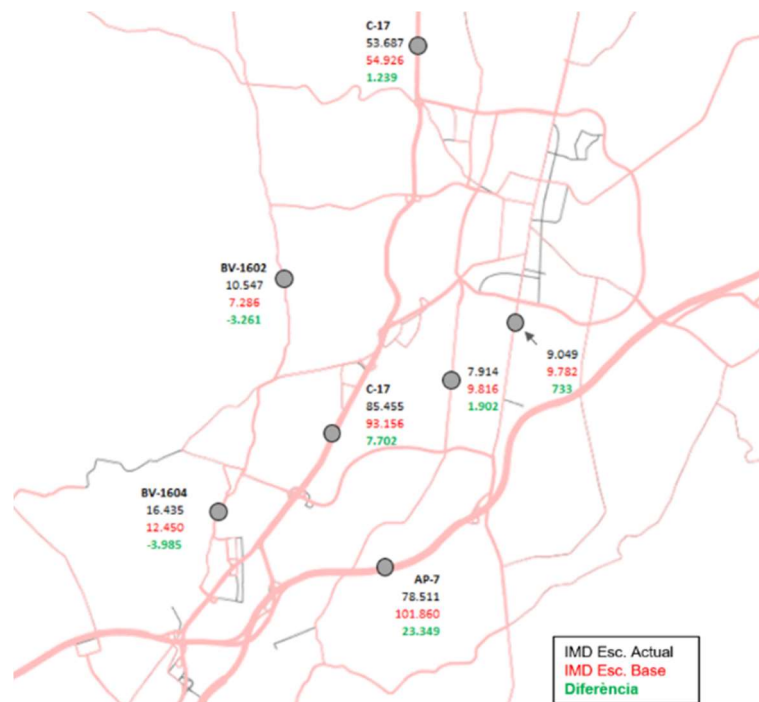 C-17
53.687
54.926
1.239
BV-1602
10.547
7.286
-3.261
9.049
9.782
733
7.914
9.816
1.902
C-17
85.455
93.156
7.702
BV-1604
16.435
12.450
-3.985
AP-7
78.511
101.860
23.349
IMD Esc. Actual
IMD Esc. Base
Diferència